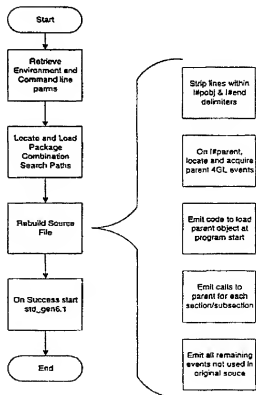 Start
Retrieve
Environment and
Command line
parms
Locate and Load
Package
Combination
Search Paths
Rebuild Source
File
On Success start
std_gen6.1
End
Strip lines within
!#pobj & !#end
delimiters
On !#parent,
locate and acquire
parent 4GL events
Emit code to load
parent object at
program start
Emit calls to
parent for each
section/subsection
Emit all remaining
events not used in
original souce